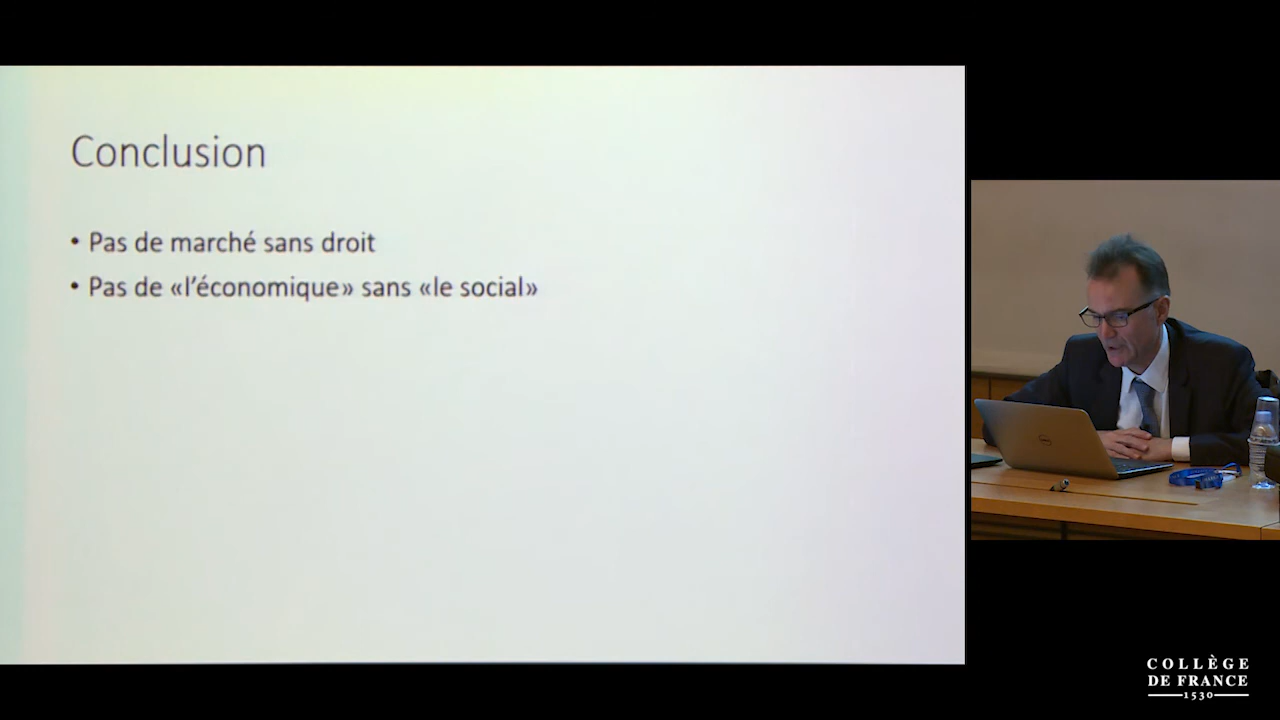 Conclusion
• Pas de marché sans droit
• Pas de «l’économique» sans «le social»
COLLÈGE
DE FRANCE
1530